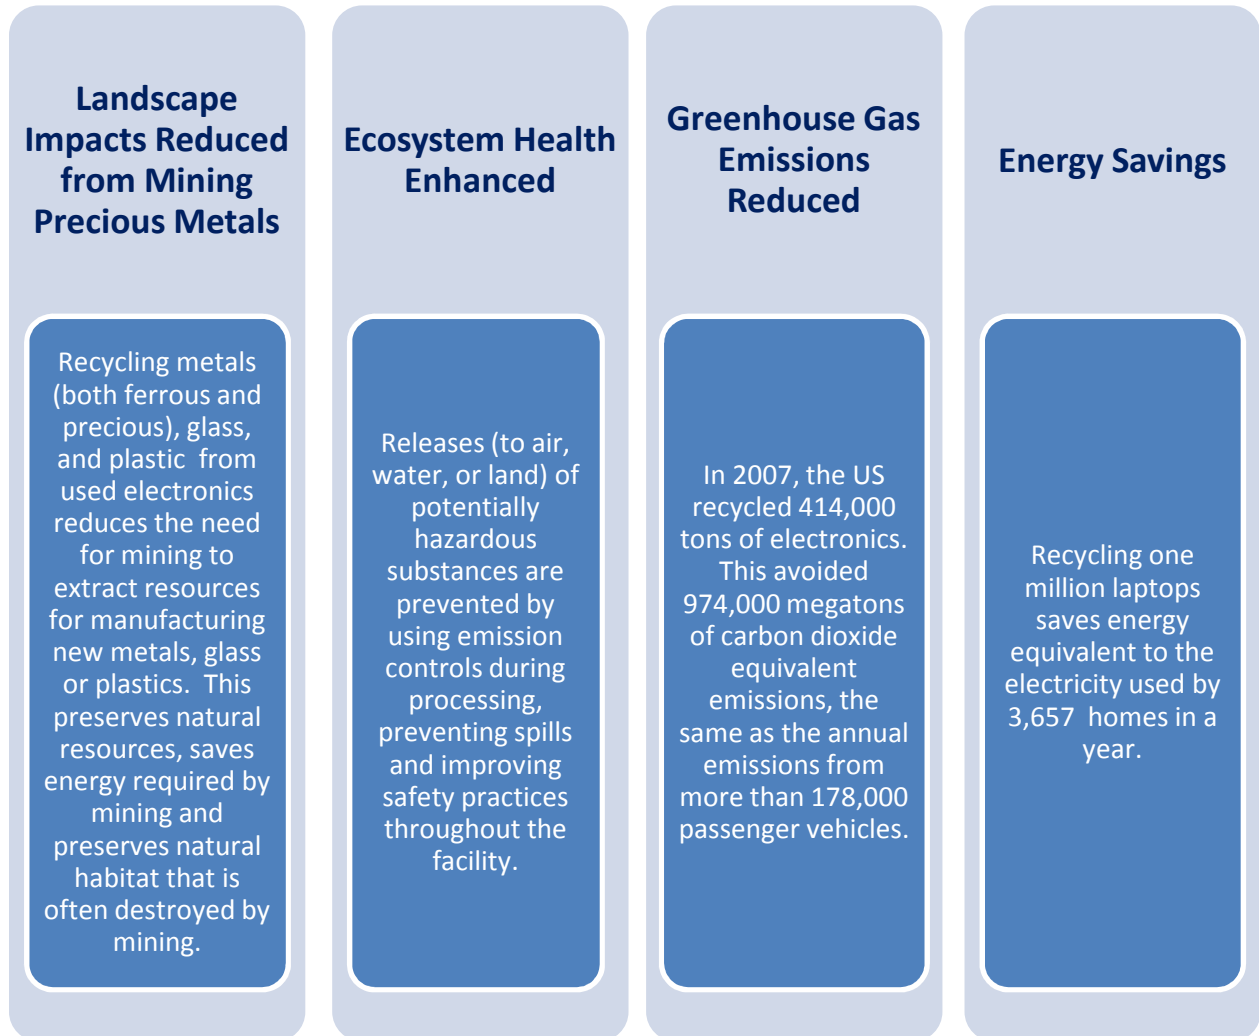 Landscape
Impacts Reduced
from Mining
Precious Metals
Recycling metals
(both ferrous and
precious), glass,
and plastic from
used electronics
reduces the need
for mining to
extract resources
for manufacturing
new metals, glass
or plastics. This
preserves natural
resources, saves
energy required by
mining and
preserves natural
habitat that is
often destroyed by
mining.
Ecosystem Health
Enhanced
Releases (to air,
water, or land) of
potentially
hazardous
substances are
prevented by
using emission
controls during
processing,
preventing spills
and improving
safety practices
throughout the
facility.
Greenhouse Gas
Emissions
Reduced
In 2007, the US
recycled 414,000
tons of electronics.
This avoided
974,000 megatons
of carbon dioxide
equivalent
emissions, the
same as the annual
emissions from
more than 178,000
passenger vehicles.
Energy Savings
Recycling one
million laptops
saves energy
equivalent to the
electricity used by
3,657 homes in a
year.